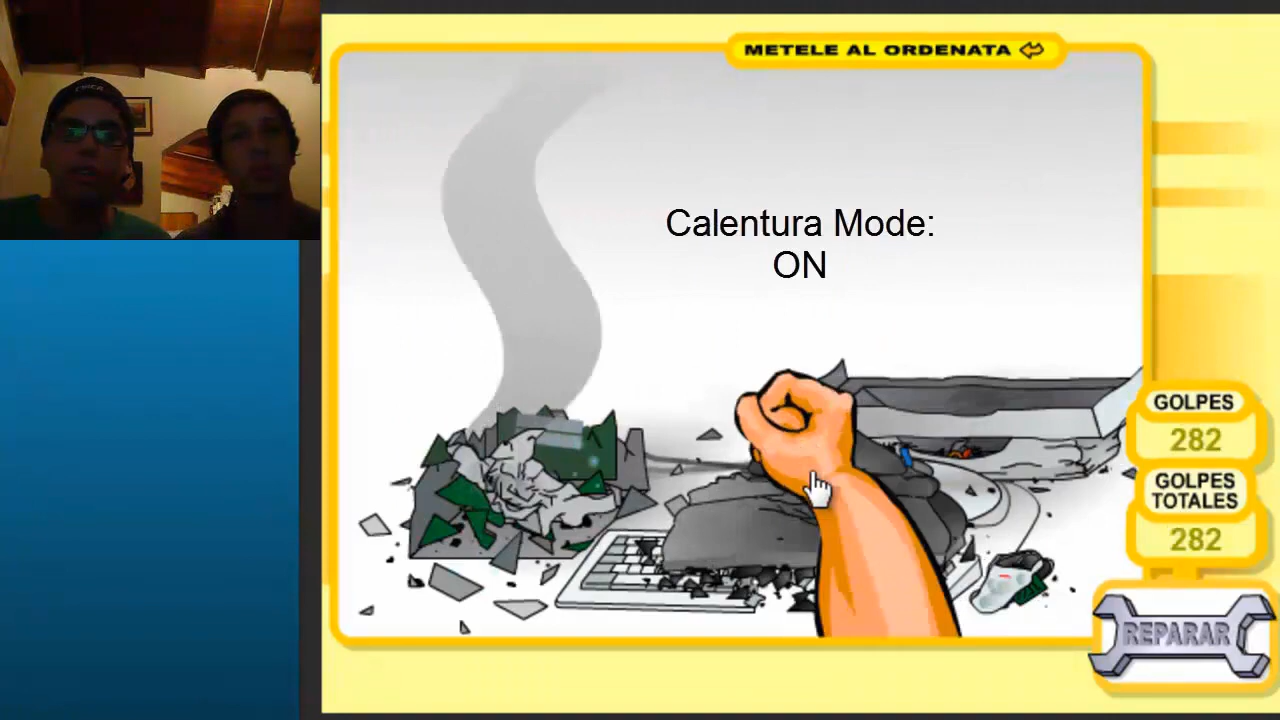 METELE AL ORDENATA
Calentura Mode:
ON
GOLPES
282
GOLPES
TOTALES
282
REPARAR